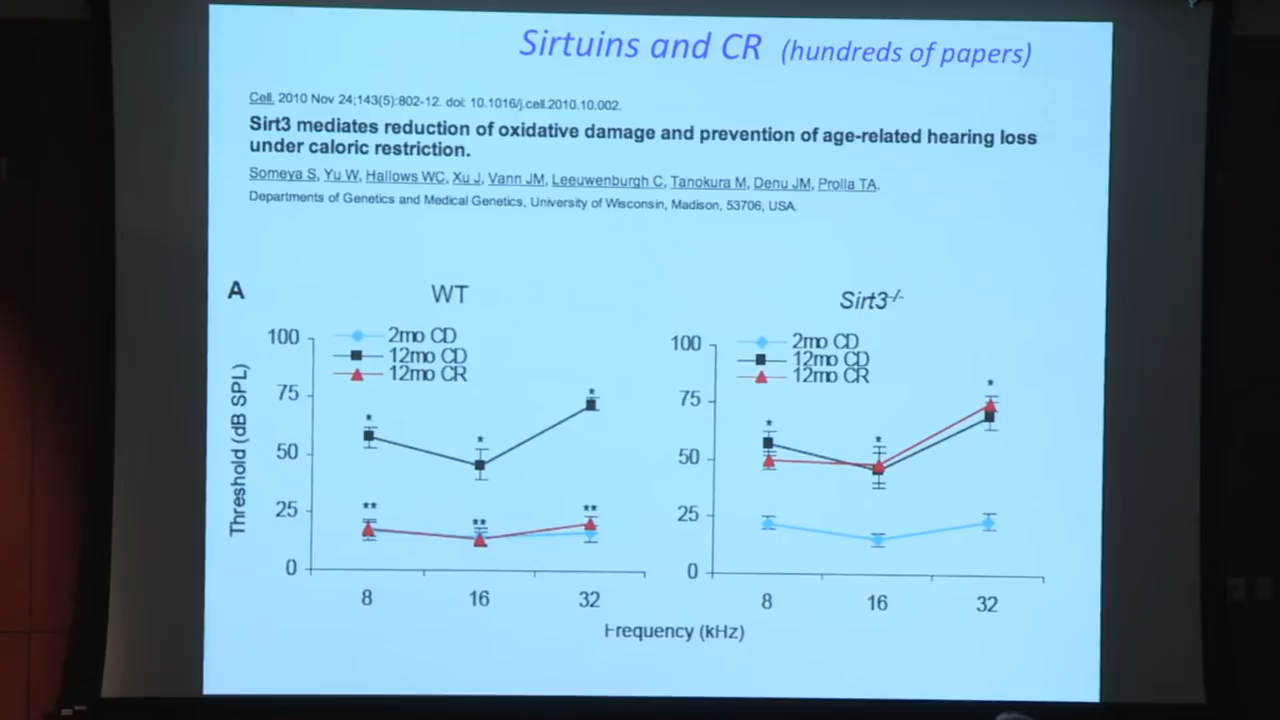 Sirtuins and CR (hundreds of papers)
Cell. 2010 Nov 24;143(5):802-12. doi: 10.1016/j.cell.2010.10.002.
Sirt3 mediates reduction of oxidative damage and prevention of age-related hearing loss
under caloric restriction.
Someya S, Yu W, Hallows WC, Xu J, Vann JM, Leeuwenburgh C, Tanokura M, Denu JM, Prolla TA.
Departments of Genetics and Medical Genetics, University of Wisconsin, Madison, 53706, USA.
A
WT
2mo CD
12mo CD
12mo CR
Threshold (dB SPL)
100
75
50
25
0
*
*
*
**
**
**
8 16 32
Sirt3-/-
2mo CD
12mo CD
12mo CR
100
75
50
25
0
*
*
*
8 16 32
Frequency (kHz)